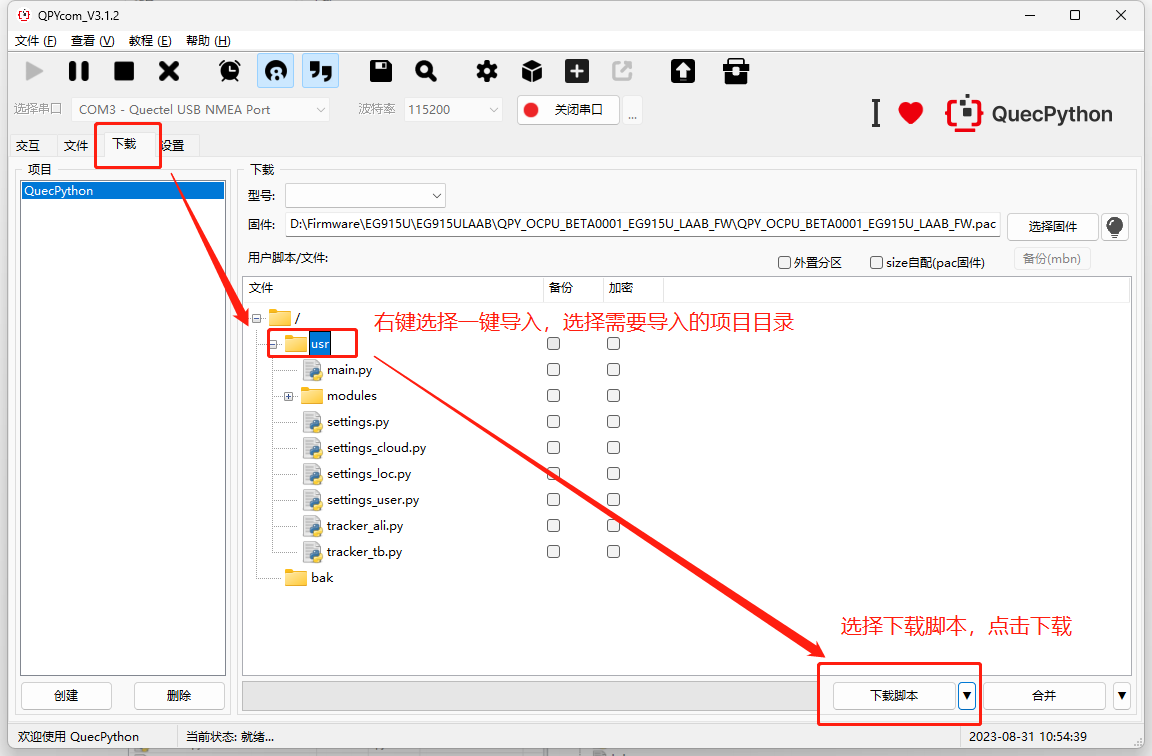 QPYcom_V3.1.2
文件 (F) 查看 (V) 教程 (E) 帮助 (H)
选择串口 COM3 - Quectel USB NMEA Port 波特率 115200 关闭串口 ...
QuecPython
交互 文件 下载 设置
项目
QuecPython
下载
型号:
固件: D:\Firmware\EG915U\EG915ULAAB\QPY_OCPU_BETA0001_EG915U_LAAB_FW\QPY_OCPU_BETA0001_EG915U_LAAB_FW.pac 选择固件
用户脚本/文件: 外置分区 size自配(pac固件) 备份(mbn)
文件 备份 加密
/
右键选择一键导入，选择需要导入的项目目录
usr
main.py
modules
settings.py
settings_cloud.py
settings_loc.py
settings_user.py
tracker_ali.py
tracker_tb.py
bak
选择下载脚本，点击下载
创建 删除 下载脚本 合并
欢迎使用 QuecPython 当前状态: 就绪... 2023-08-31 10:54:39